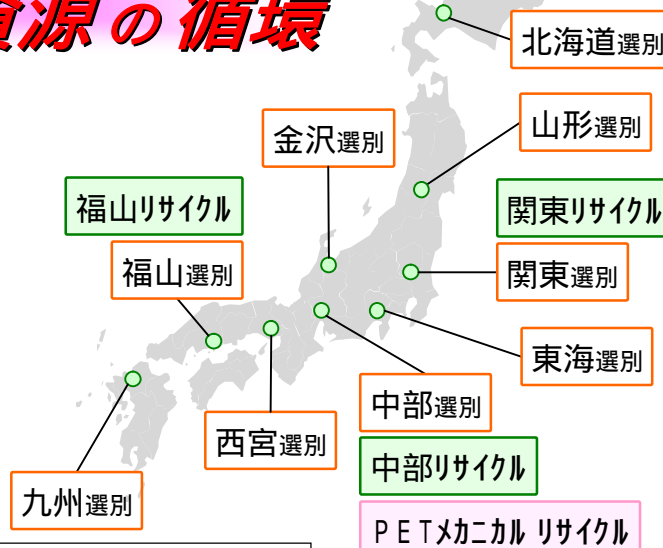 資源の循環
北海道選別
山形選別
金沢選別
福山リサイクル
関東リサイクル
福山選別
関東選別
東海選別
中部選別
西宮選別
中部リサイクル
九州選別
PETメカニカル リサイクル